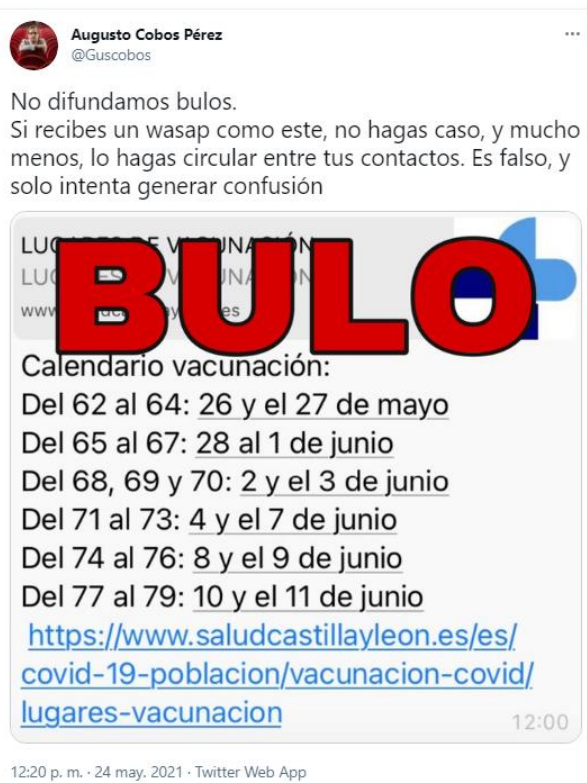 Augusto Cobos Pérez
@Guscobos
No difundamos bulos.
Si recibes un wasap como este, no hagas caso, y mucho
menos, lo hagas circular entre tus contactos. Es falso, y
solo intenta generar confusión
BULO
Calendario vacunación:
Del 62 al 64: 26 y el 27 de mayo
Del 65 al 67: 28 al 1 de junio
Del 68, 69 y 70: 2 y el 3 de junio
Del 71 al 73: 4 y el 7 de junio
Del 74 al 76: 8 y el 9 de junio
Del 77 al 79: 10 y el 11 de junio
https://www.saludcastillayleon.es/es/
covid-19-poblacion/vacunacion-covid/
lugares-vacunacion
12:00
12:20 p. m. · 24 may. 2021 · Twitter Web App